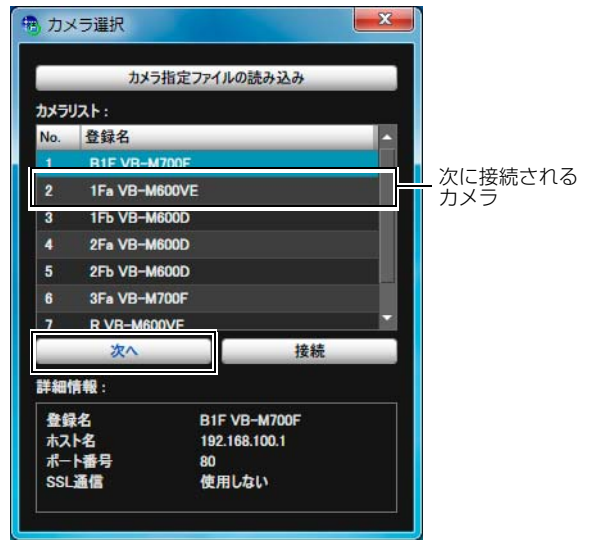 カメラ選択
カメラ指定ファイルの読み込み
カメラリスト：
No. 登録名
1 B1F VB-M700F
2 1Fa VB-M600VE
3 1Fb VB-M600D
4 2Fa VB-M600D
5 2Fb VB-M600D
6 3Fa VB-M700F
7 R VB-M600VE
次に接続される
カメラ
次へ 接続
詳細情報：
登録名 B1F VB-M700F
ホスト名 192.168.100.1
ポート番号 80
SSL通信 使用しない